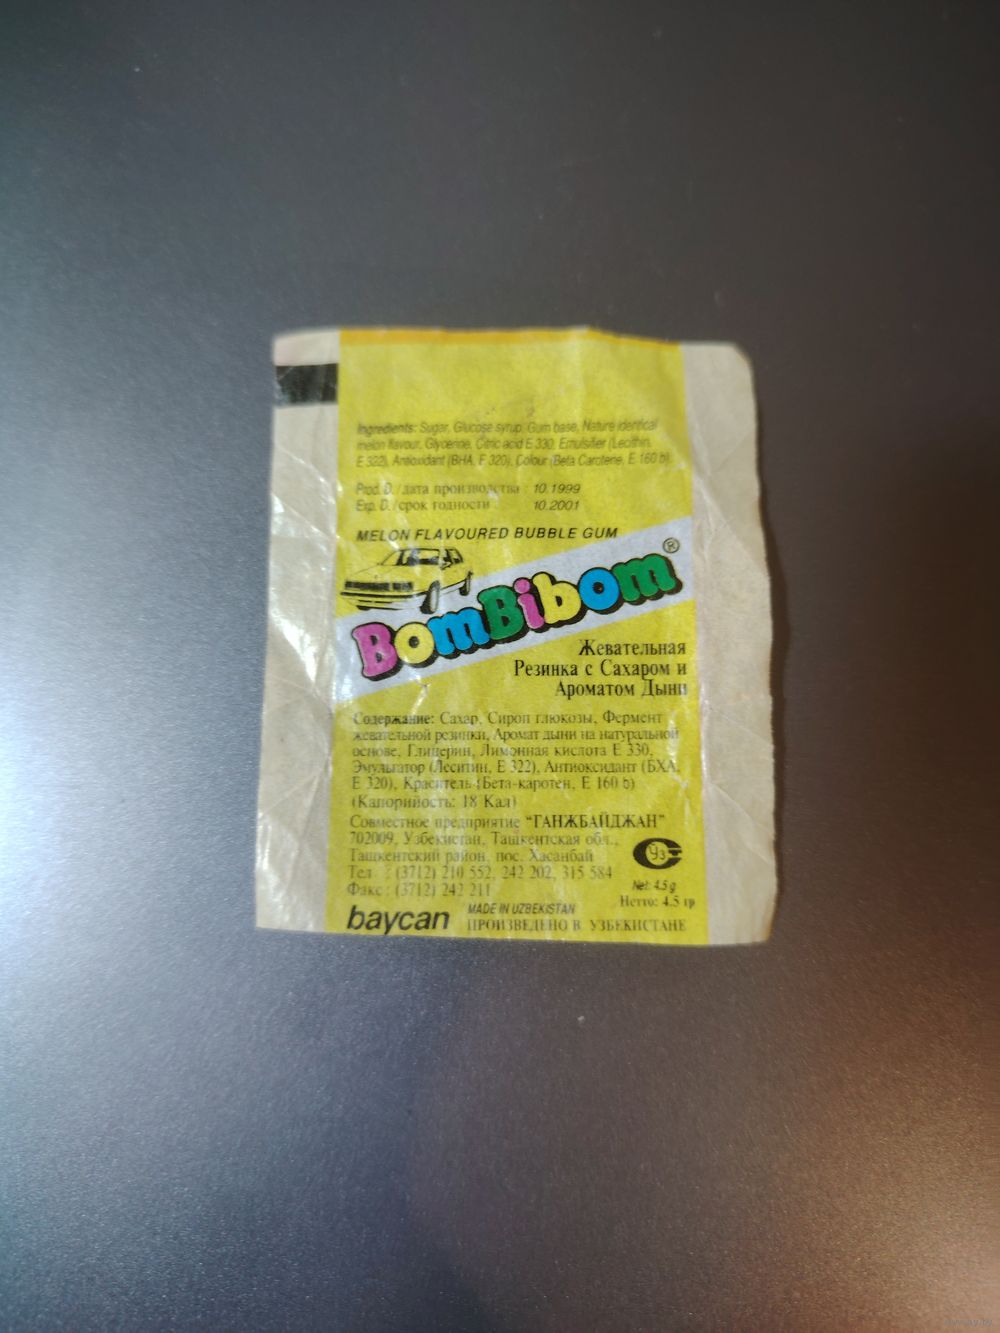 Ingredients: Sugar, Glucose syrup, Gum base, Nature identical
melon flavour, Glycerine, Citric acid E 330, Emulsifier (Lecithin,
E 322), Antioxidant (BHA, E 320), Colour (Beta Carotene, E 160 b)
Prod. D. /дата производства : 10.1999
Exp. D./срок годности : 10.2001
MELON FLAVOURED BUBBLE GUM
BomBibom®
Жевательная
Резинка с Сахаром и
Ароматом Дыни
Содержание: Сахар, Сироп глюкозы, Фермент
жевательной резинки, Аромат дыни на натуральной
основе, Глицерин, Лимонная кислота Е 330,
Эмульгатор (Леситин, Е 322), Антиоксидант (БХА,
Е 320), Краситель (Бета-каротен, Е 160 б)
(Калорийость: 18 Кал)
Совместное предприятие "ГАНЖБАЙДЖАН"
702009, Узбекистан, Ташкентская обл.,
Ташкентский район, пос. Хасанбай
Тел. : (3712) 210 552, 242 202, 315 584
Факс : (3712) 242 211
Уз
Net: 4.5 g
Нетто: 4.5 гр
baycan
MADE IN UZBEKISTAN
ПРОИЗВЕДЕНО В УЗБЕКИСТАНЕ